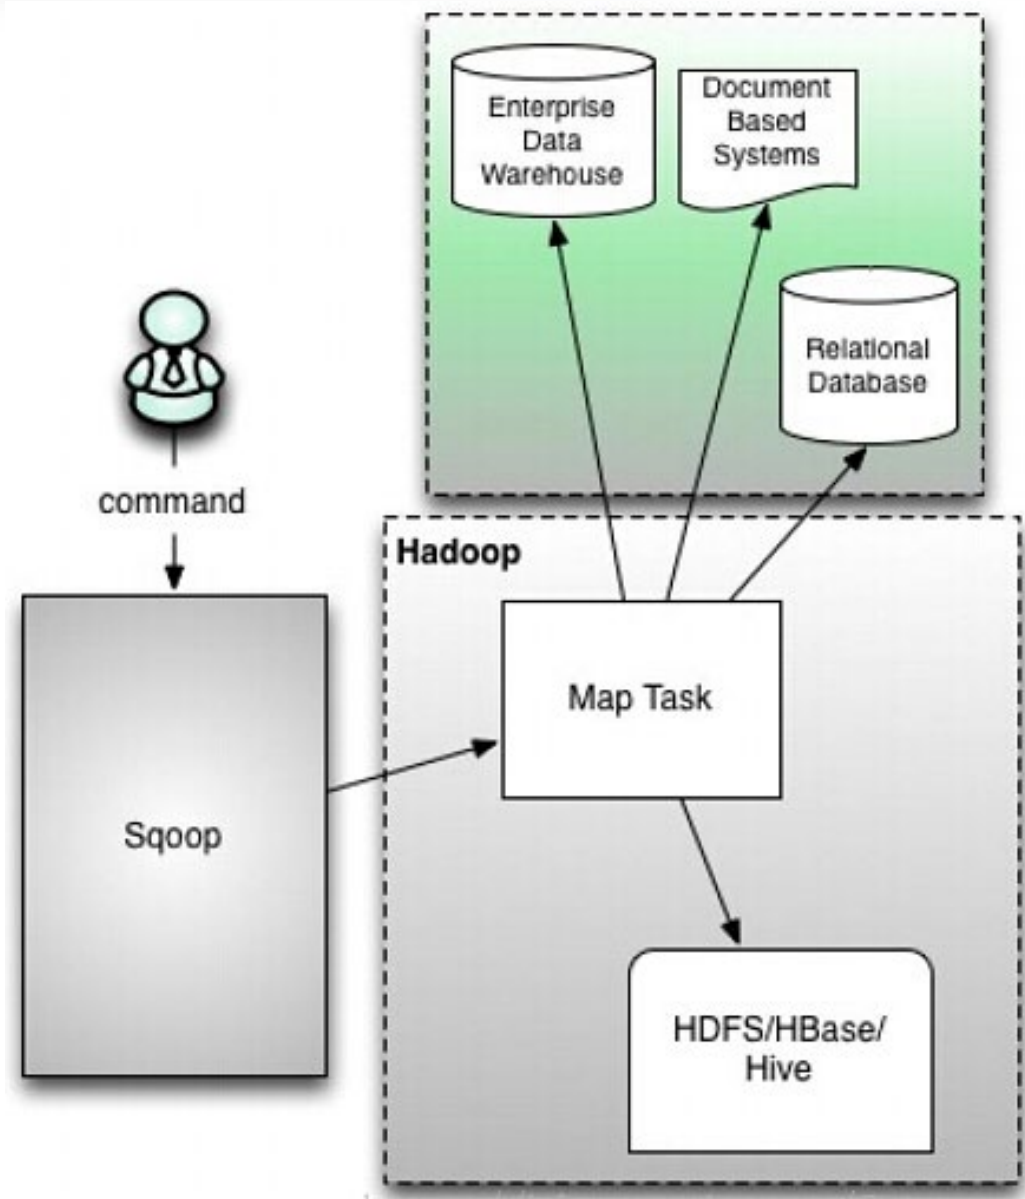 Enterprise
Data
Warehouse
Document
Based
Systems
Relational
Database
command
Hadoop
Map Task
Sqoop
HDFS/HBase/
Hive